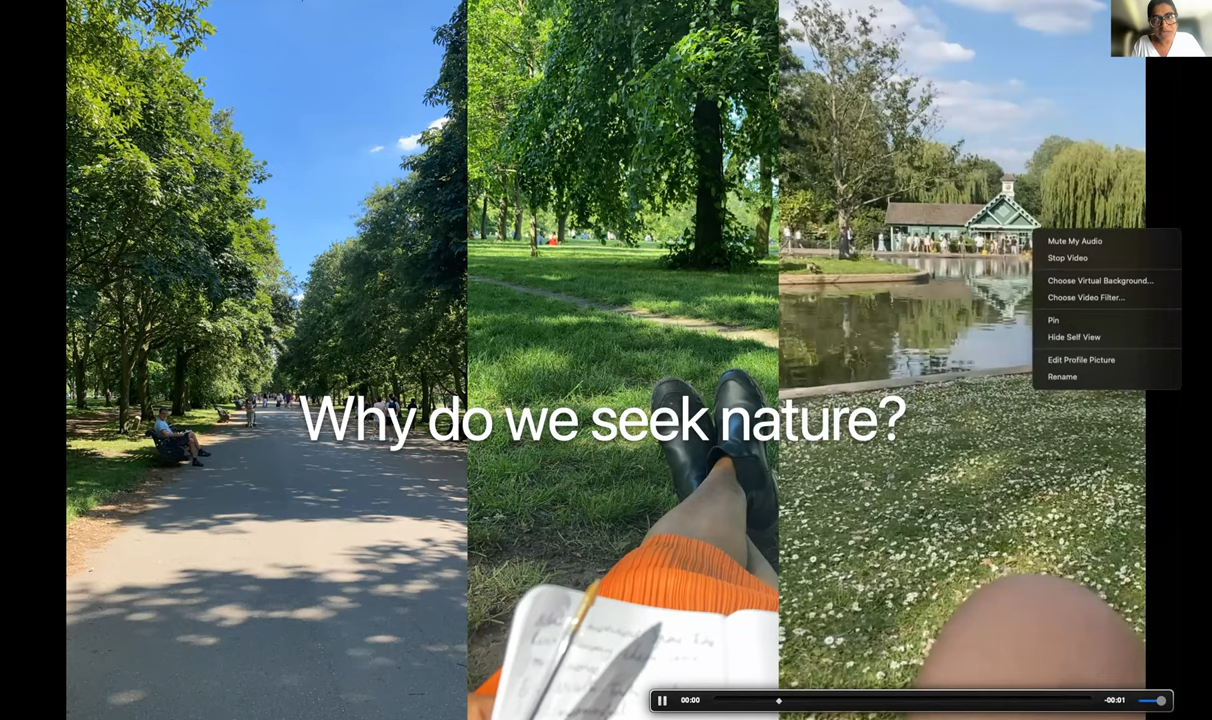 Why do we seek nature?
Mute My Audio
Stop Video
Choose Virtual Background...
Choose Video Filter...
Pin
Hide Self View
Edit Profile Picture
Rename
00:00
-00:01